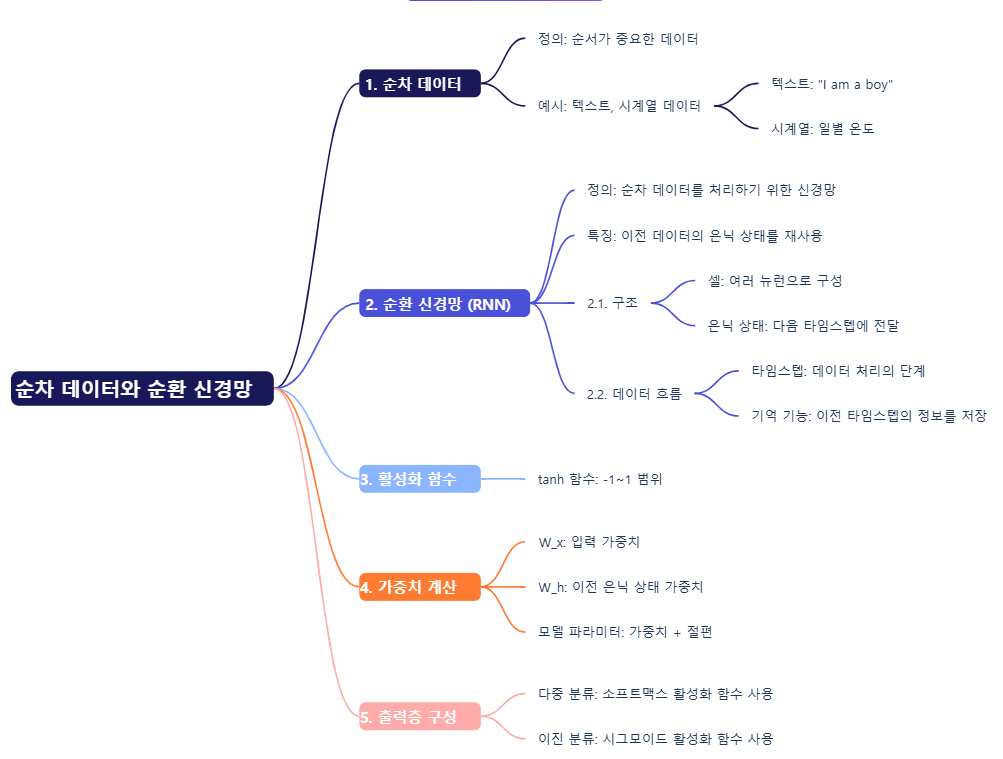 순차 데이터와 순환 신경망
1. 순차 데이터
정의: 순서가 중요한 데이터
예시: 텍스트, 시계열 데이터
텍스트: "I am a boy"
시계열: 일별 온도
2. 순환 신경망 (RNN)
정의: 순차 데이터를 처리하기 위한 신경망
특징: 이전 데이터의 은닉 상태를 재사용
2.1. 구조
셀: 여러 뉴런으로 구성
은닉 상태: 다음 타임스텝에 전달
2.2. 데이터 흐름
타임스텝: 데이터 처리의 단계
기억 기능: 이전 타임스텝의 정보를 저장
3. 활성화 함수
tanh 함수: -1~1 범위
4. 가중치 계산
W_x: 입력 가중치
W_h: 이전 은닉 상태 가중치
모델 파라미터: 가중치 + 절편
5. 출력층 구성
다중 분류: 소프트맥스 활성화 함수 사용
이진 분류: 시그모이드 활성화 함수 사용